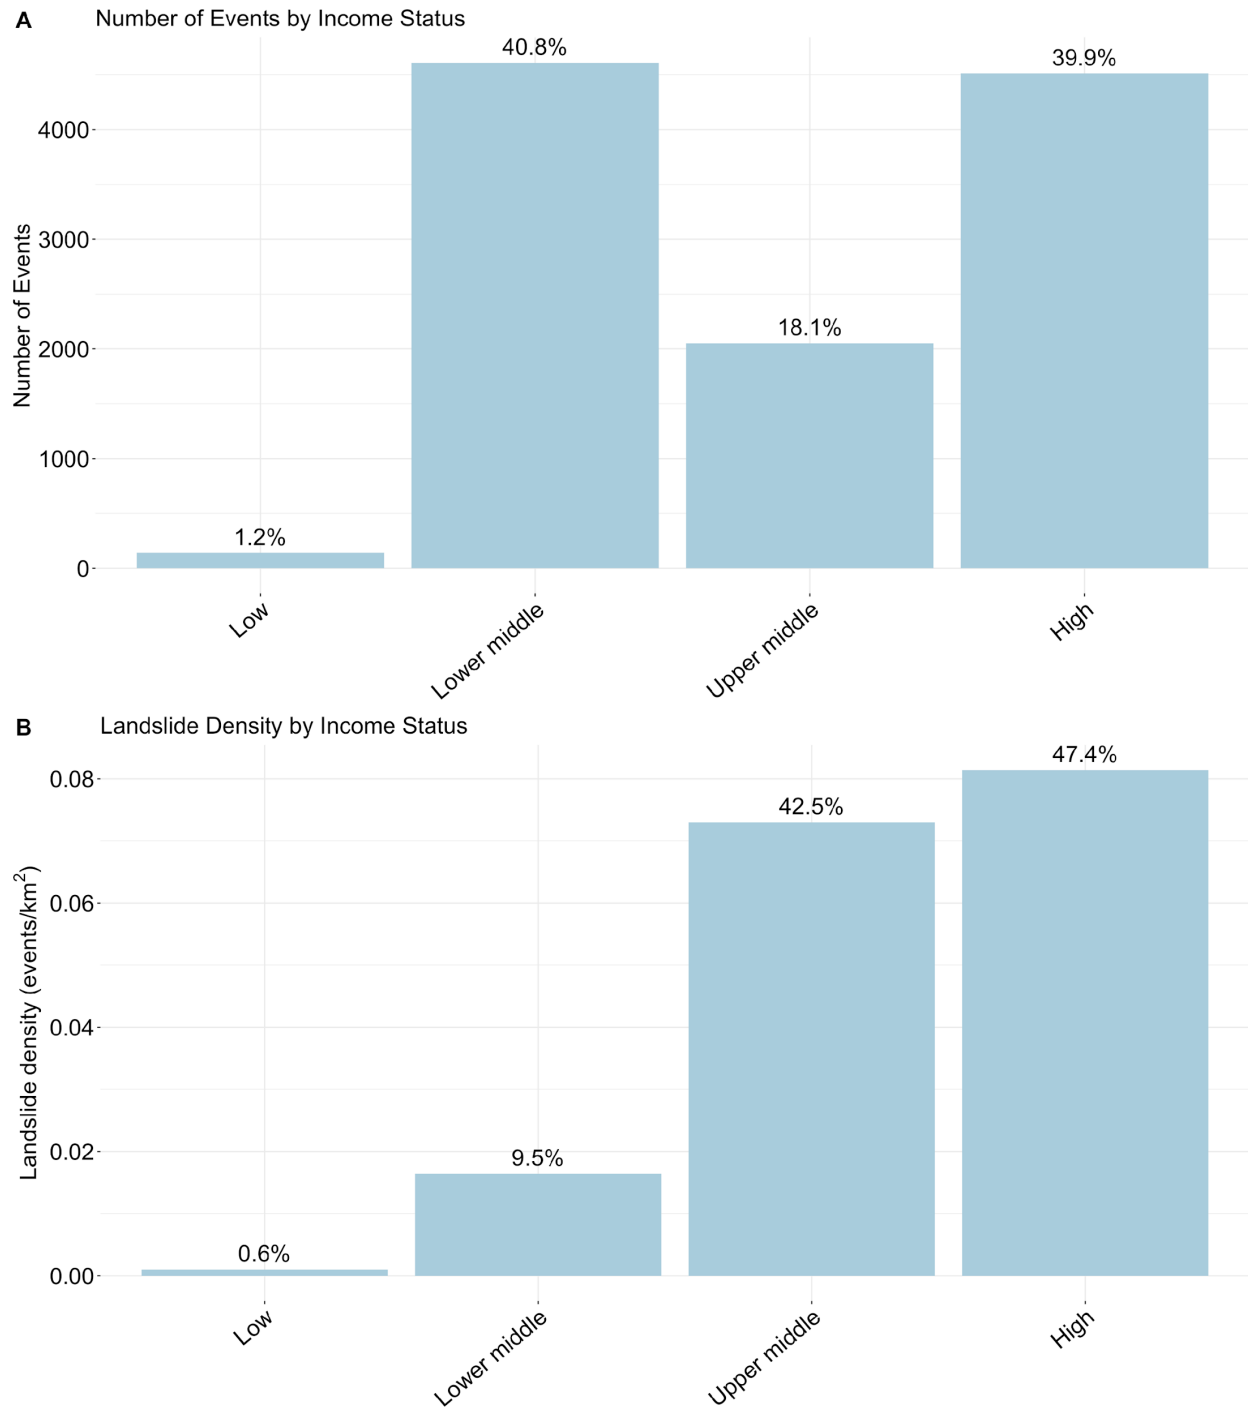 A Number of Events by Income Status
40.8%
39.9%
4000
3000
18.1%
2000
1000
1.2%
0
Number of Events
Low
Lower middle
Upper middle
High
B Landslide Density by Income Status
47.4%
0.08
42.5%
0.06
0.04
0.02
9.5%
0.6%
0.00
Landslide density (events/km²)
Low
Lower middle
Upper middle
High